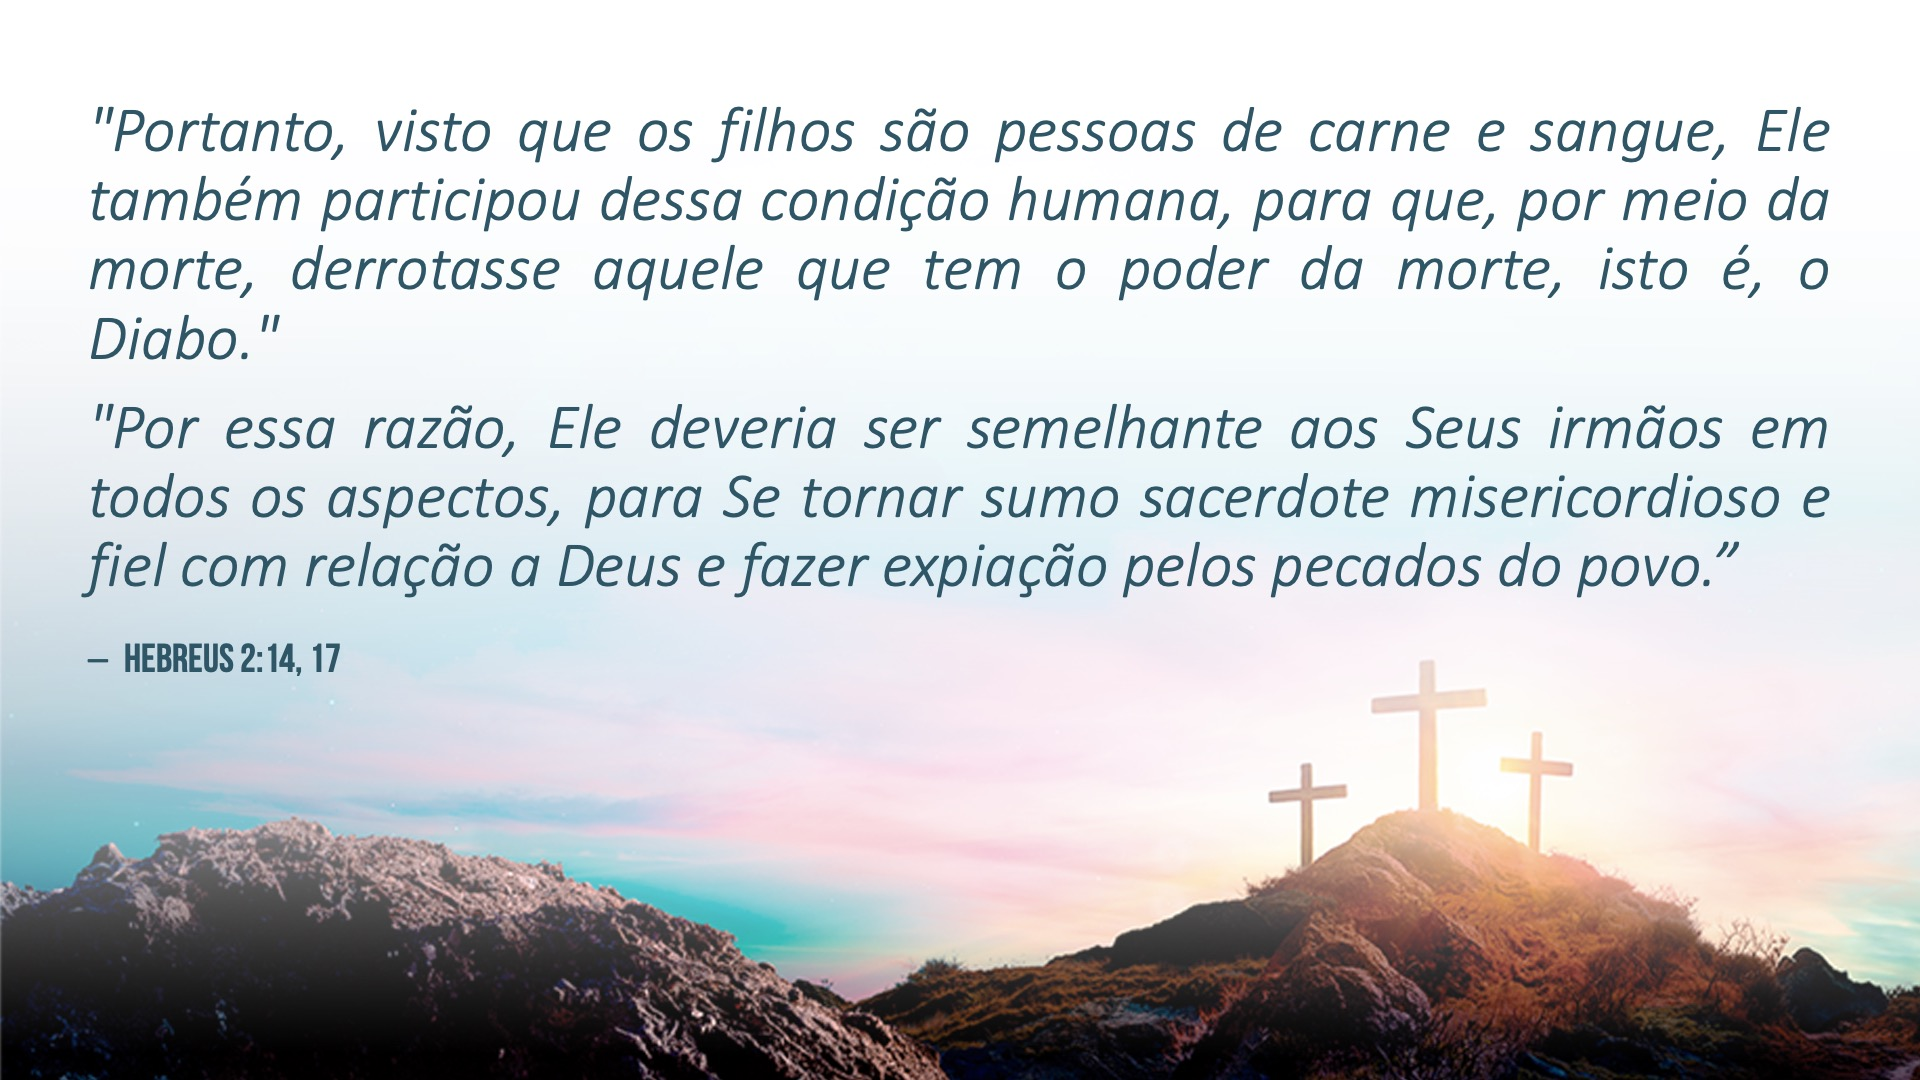 "Portanto, visto que os filhos são pessoas de carne e sangue, Ele
também participou dessa condição humana, para que, por meio da
morte, derrotasse aquele que tem o poder da morte, isto é, o
Diabo."
"Por essa razão, Ele deveria ser semelhante aos Seus irmãos em
todos os aspectos, para Se tornar sumo sacerdote misericordioso e
fiel com relação a Deus e fazer expiação pelos pecados do povo.”
– HEBREUS 2:14, 17